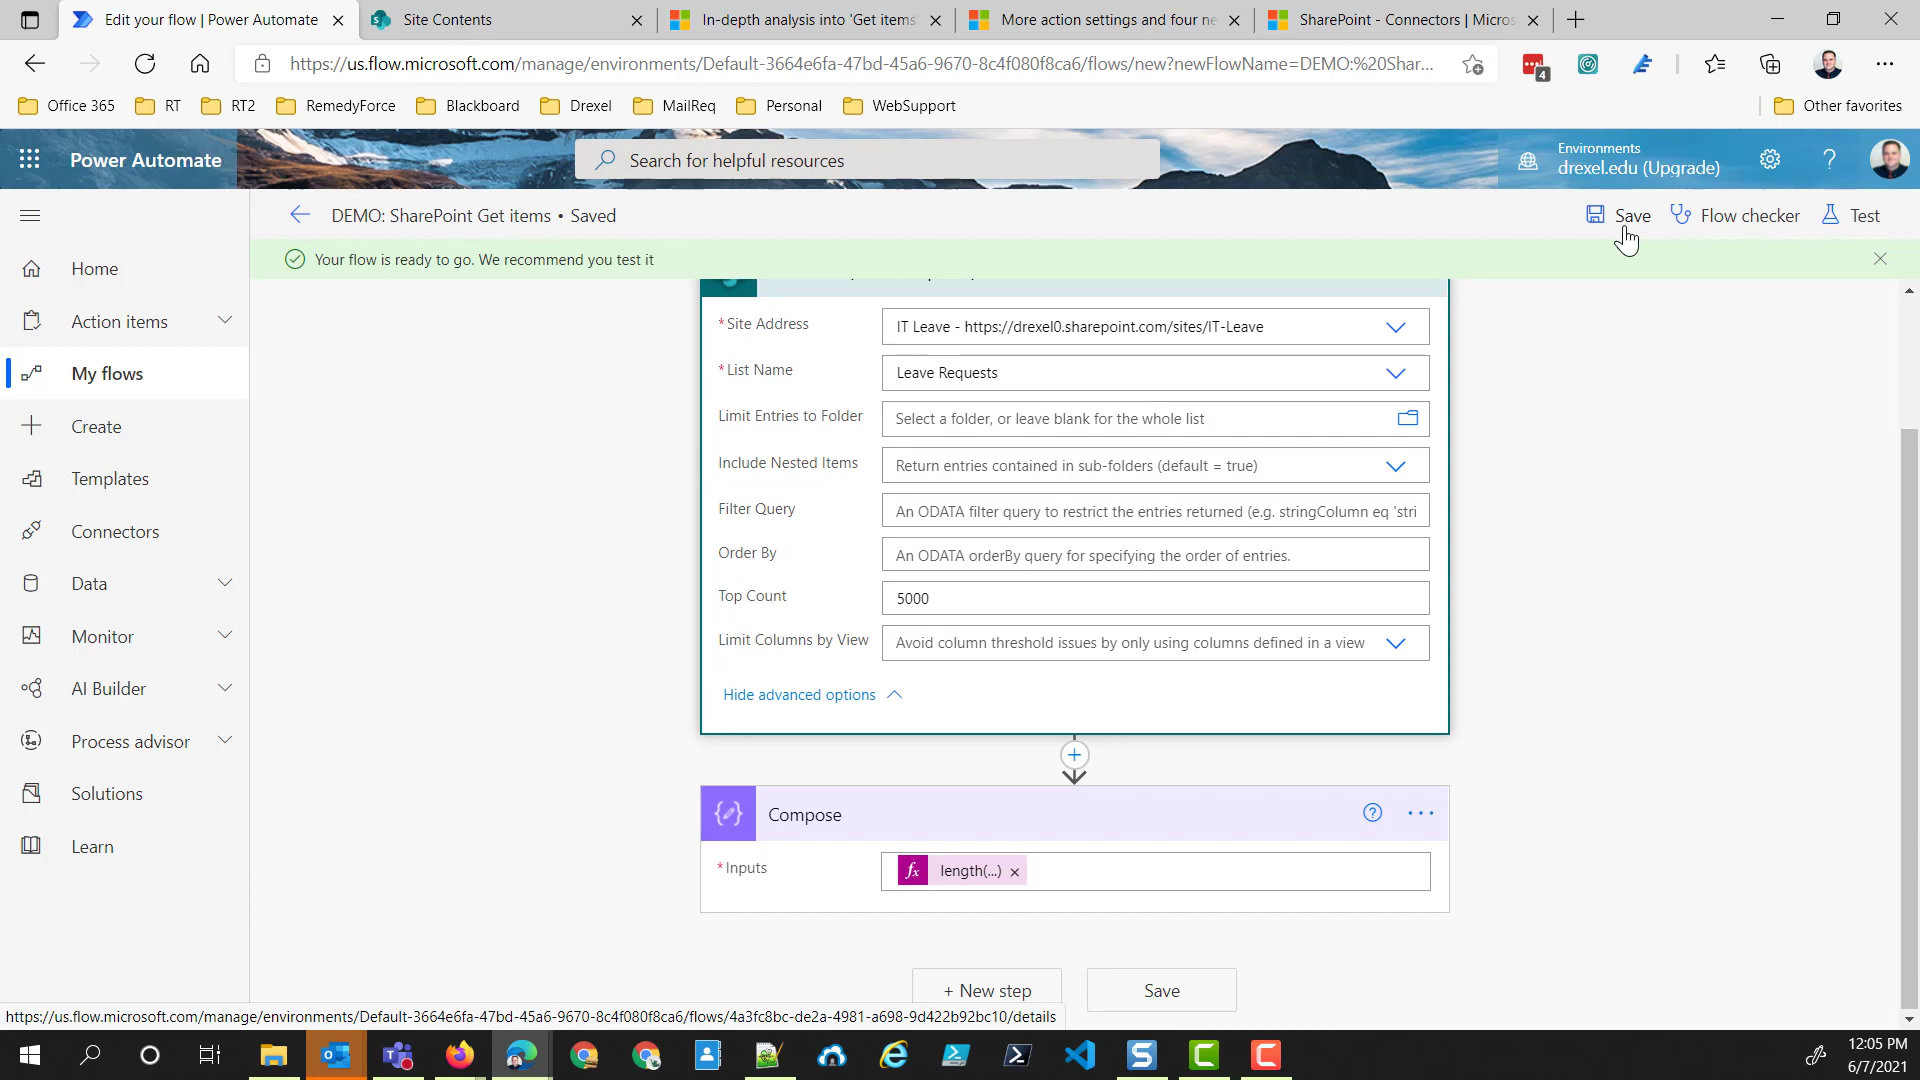 Edit your flow | Power Automate
Site Contents
In-depth analysis into 'Get items'
More action settings and four ne
SharePoint - Connectors | Micros
https://us.flow.microsoft.com/manage/environments/Default-3664e6fa-47bd-45a6-9670-8c4f080f8ca6/flows/new?newFlowName=DEMO:%20Shar...
4
Office 365
RT
RT2
RemedyForce
Blackboard
Drexel
MailReq
Personal
WebSupport
Other favorites
Power Automate
Search for helpful resources
Environments
drexel.edu (Upgrade)
DEMO: SharePoint Get items • Saved
Save
Flow checker
Test
Your flow is ready to go. We recommend you test it
Home
Action items
My flows
Create
Templates
Connectors
Data
Monitor
AI Builder
Process advisor
Solutions
Learn
* Site Address
IT Leave - https://drexel0.sharepoint.com/sites/IT-Leave
* List Name
Leave Requests
Limit Entries to Folder
Select a folder, or leave blank for the whole list
Include Nested Items
Return entries contained in sub-folders (default = true)
Filter Query
An ODATA filter query to restrict the entries returned (e.g. stringColumn eq 'stri
Order By
An ODATA orderBy query for specifying the order of entries.
Top Count
5000
Limit Columns by View
Avoid column threshold issues by only using columns defined in a view
Hide advanced options
Compose
* Inputs
fx length(...) ×
+ New step
Save
https://us.flow.microsoft.com/manage/environments/Default-3664e6fa-47bd-45a6-9670-8c4f080f8ca6/flows/4a3fc8bc-de2a-4981-a698-9d422b92bc10/details
12:05 PM
6/7/2021